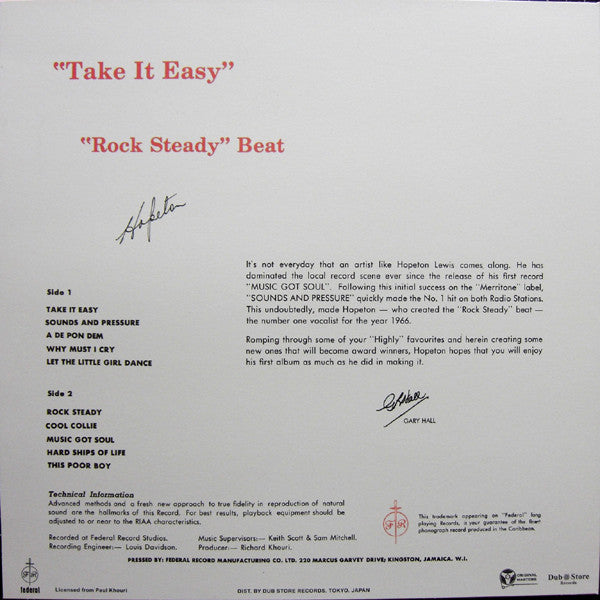 "Take It Easy"
"Rock Steady" Beat
Hopeton
It's not everyday that an artist like Hopeton Lewis comes along. He has
dominated the local record scene ever since the release of his first record
"MUSIC GOT SOUL". Following this initial success on the "Merritone" label,
"SOUNDS AND PRESSURE" quickly made the No. 1 hit on both Radio Stations.
This undoubtedly, made Hopeton — who created the "Rock Steady" beat —
the number one vocalist for the year 1966.
Romping through some of your "Highly" favourites and herein creating some
new ones that will become award winners, Hopeton hopes that you will enjoy
his first album as much as he did in making it.
GHall
GARY HALL
Side 1
TAKE IT EASY
SOUNDS AND PRESSURE
A DE PON DEM
WHY MUST I CRY
LET THE LITTLE GIRL DANCE
Side 2
ROCK STEADY
COOL COLLIE
MUSIC GOT SOUL
HARD SHIPS OF LIFE
THIS POOR BOY
Technical Information
Advanced methods and a fresh new approach to true fidelity in reproduction of natural
sound are the hallmarks of this Record. For best results, playback equipment should be
adjusted to or near to the RIAA characteristics.
Recorded at Federal Record Studios. Music Supervisors:— Keith Scott & Sam Mitchell.
Recording Engineer:— Louis Davidson. Producer:— Richard Khouri.
FR
This trademark appearing on "Federal" long
playing Records, is your guarantee of the finest
phonograph record produced in the Caribbean.
PRESSED BY: FEDERAL RECORD MANUFACTURING CO. LTD. 220 MARCUS GARVEY DRIVE; KINGSTON, JAMAICA. W.I.
FR
federal
Licensed from Paul Khouri
DIST. BY DUB STORE RECORDS, TOKYO, JAPAN
ORIGINAL
MASTERS
Dub Store
Records